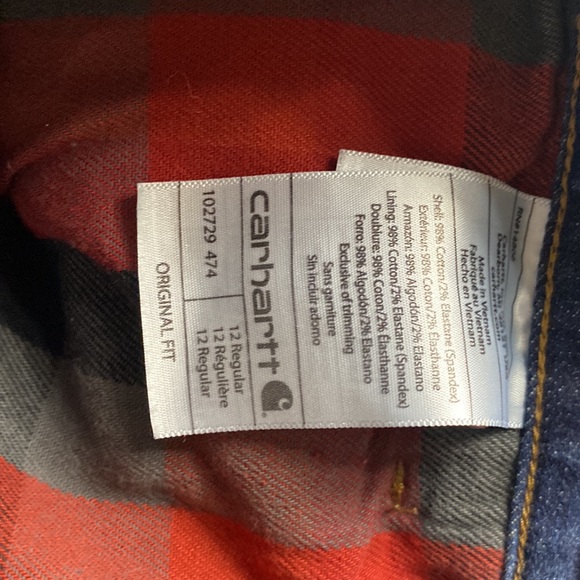 Made in Vietnam
Fabriqué au Vietnam
Hecho en Vietnam
Shell: 98% Cotton/2% Elastane (Spandex)
Extérieur: 98% Coton/2% Élasthanne
Armazón: 98% Algodón/2% Elastano
Lining: 98% Cotton/2% Elastane (Spandex)
Doublure: 98% Coton/2% Élasthanne
Forro: 98% Algodón/2% Elastano
Exclusive of trimming
Sans garniture
Sin incluir adorno
carhartt
102729 474
12 Regular
12 Régulière
12 Regular
ORIGINAL FIT